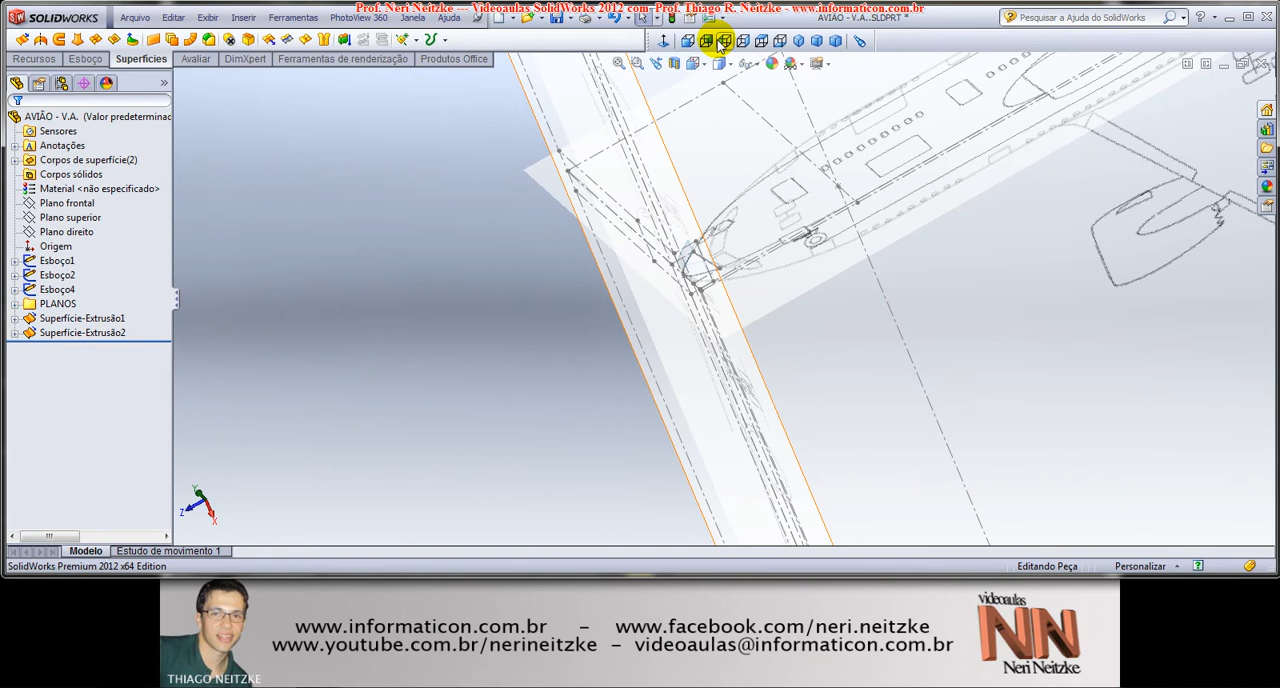 Prof. Neri Neitzke --- Videoaulas SolidWorks 2012 com Prof. Thiago R. Neitzke - www.informaticon.com.br
SOLIDWORKS
Arquivo Editar Exibir Inserir Ferramentas PhotoView 360 Janela Ajuda
AVIÃO - V.A..SLDPRT *
Pesquisar a Ajuda do SolidWorks
Recursos Esboço Superfícies Avaliar DimXpert Ferramentas de renderização Produtos Office
AVIÃO - V.A. (Valor predeterminac
Sensores
Anotações
Corpos de superfície(2)
Corpos sólidos
Material <não especificado>
Plano frontal
Plano superior
Plano direito
Origem
Esboço1
Esboço2
Esboço4
PLANOS
Superfície-Extrusão1
Superfície-Extrusão2
Y
Z
X
Modelo Estudo de movimento 1
SolidWorks Premium 2012 x64 Edition
Editando Peça
Personalizar
www.informaticon.com.br - www.facebook.com/neri.neitzke
www.youtube.com.br/nerineitzke - videoaulas@informaticon.com.br
THIAGO NEITZKE
videoaulas
NN
Neri Neitzke